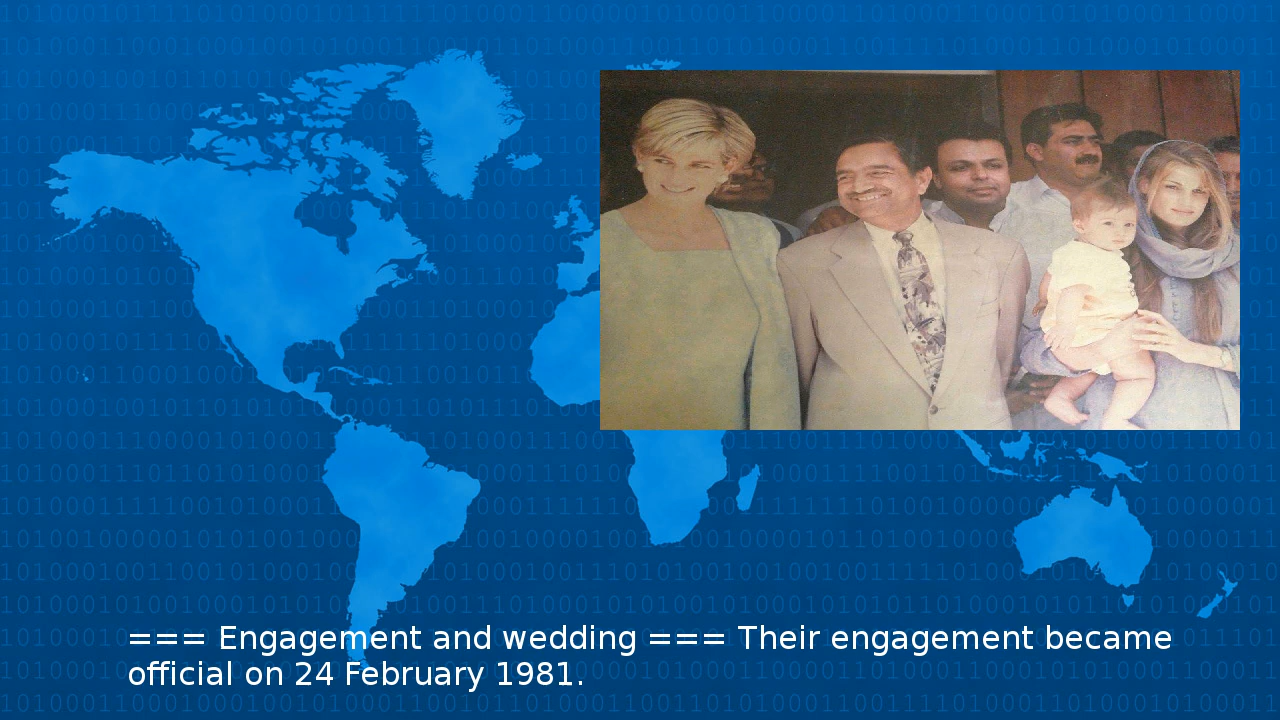 === Engagement and wedding === Their engagement became
official on 24 February 1981.